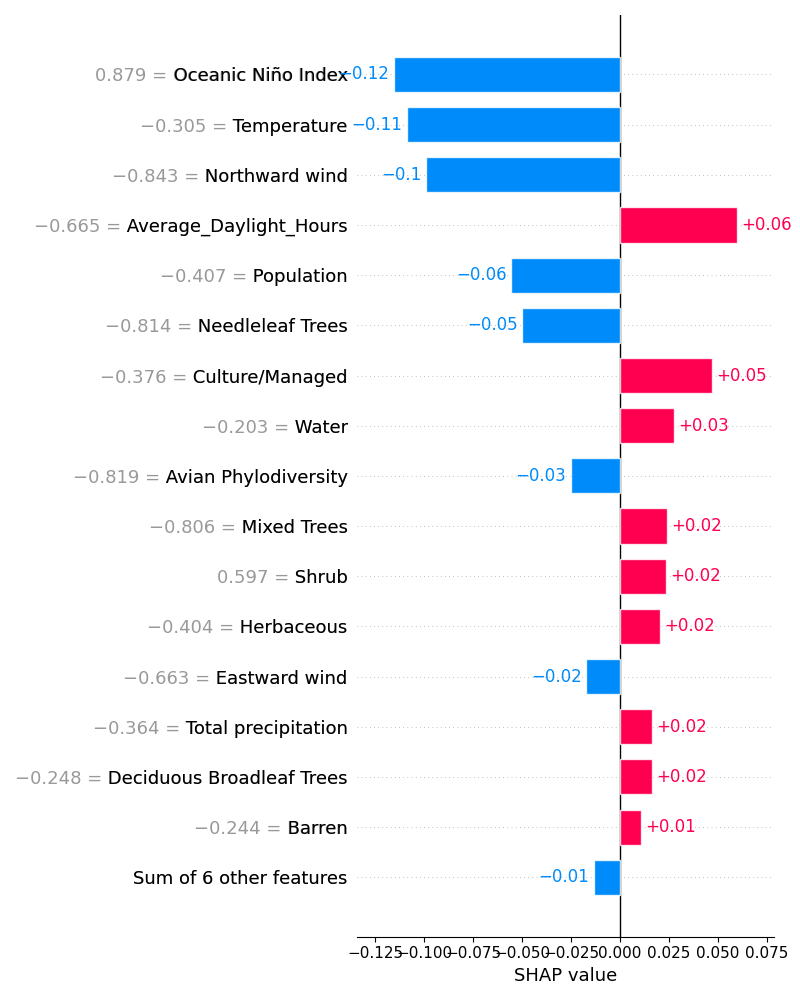 0.879 = Oceanic Niño Index −0.12
−0.305 = Temperature −0.11
−0.843 = Northward wind −0.1
−0.665 = Average_Daylight_Hours +0.06
−0.407 = Population −0.06
−0.814 = Needleleaf Trees −0.05
−0.376 = Culture/Managed +0.05
−0.203 = Water +0.03
−0.819 = Avian Phylodiversity −0.03
−0.806 = Mixed Trees +0.02
0.597 = Shrub +0.02
−0.404 = Herbaceous +0.02
−0.663 = Eastward wind −0.02
−0.364 = Total precipitation +0.02
−0.248 = Deciduous Broadleaf Trees +0.02
−0.244 = Barren +0.01
Sum of 6 other features −0.01
−0.125 −0.100 −0.075 −0.050 −0.025 0.000 0.025 0.050 0.075
SHAP value